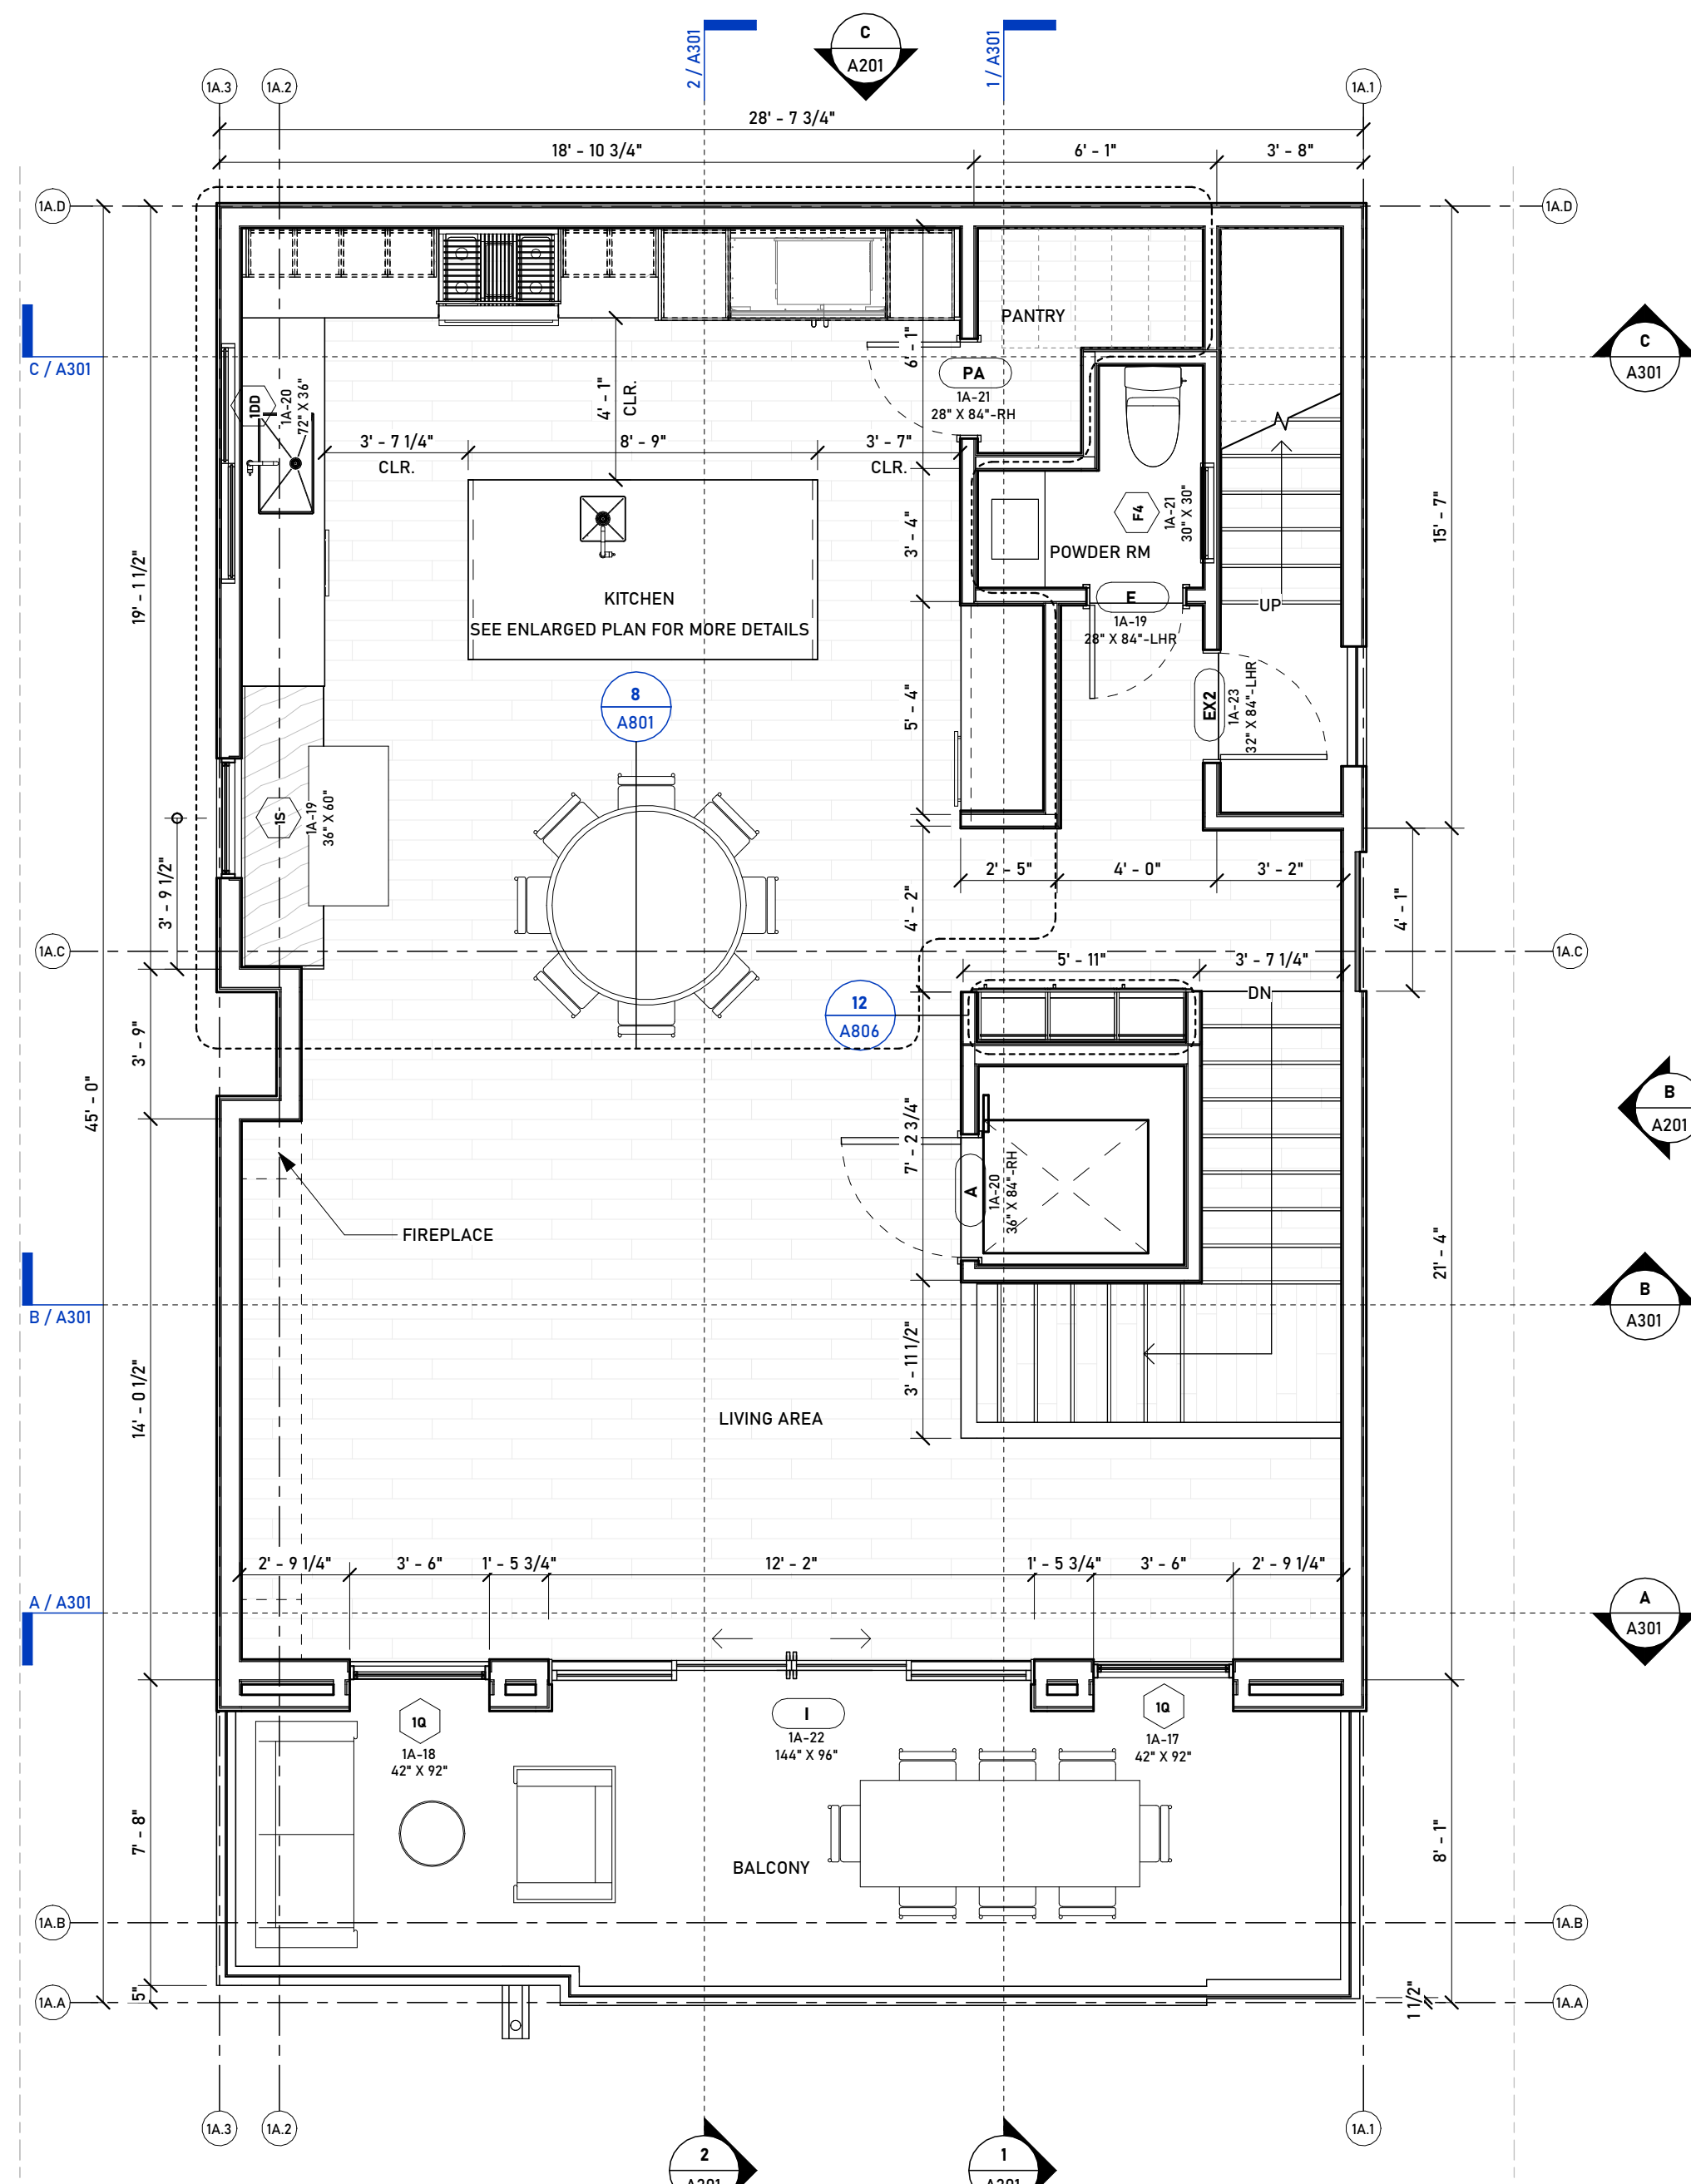 2 / A301
C
A201
1 / A301
1A.3
1A.2
1A.1
28' - 7 3/4"
18' - 10 3/4"
6' - 1"
3' - 8"
1A.D
1A.D
C / A301
C
A301
PANTRY
6' - 1"
4' - 1"
CLR.
1DD
1A-20
72" X 36"
PA
1A-21
28" X 84"-RH
3' - 7 1/4"
CLR.
8' - 9"
3' - 7"
CLR.
F4
1A-21
30" X 30"
15' - 7"
3' - 4"
POWDER RM
19' - 1 1/2"
KITCHEN
SEE ENLARGED PLAN FOR MORE DETAILS
E
1A-19
28" X 84"-LHR
UP
8
A801
5' - 4"
EX2
1A-23
32" X 84"-LHR
1S
1A-19
36" X 60"
3' - 9 1/2"
2' - 5"
4' - 0"
3' - 2"
4' - 2"
4' - 1"
1A.C
1A.C
5' - 11"
3' - 7 1/4"
DN
12
A806
3' - 9"
45' - 0"
B
A201
7' - 2 3/4"
A
1A-20
36" X 84"-RH
FIREPLACE
21' - 4"
B / A301
B
A301
3' - 11 1/2"
14' - 0 1/2"
LIVING AREA
2' - 9 1/4"
3' - 6"
1' - 5 3/4"
12' - 2"
1' - 5 3/4"
3' - 6"
2' - 9 1/4"
A / A301
A
A301
1Q
1A-18
42" X 92"
I
1A-22
144" X 96"
1Q
1A-17
42" X 92"
7' - 8"
BALCONY
8' - 1"
1A.B
1A.B
5"
1 1/2"
1A.A
1A.A
1A.3
1A.2
1A.1
2
1